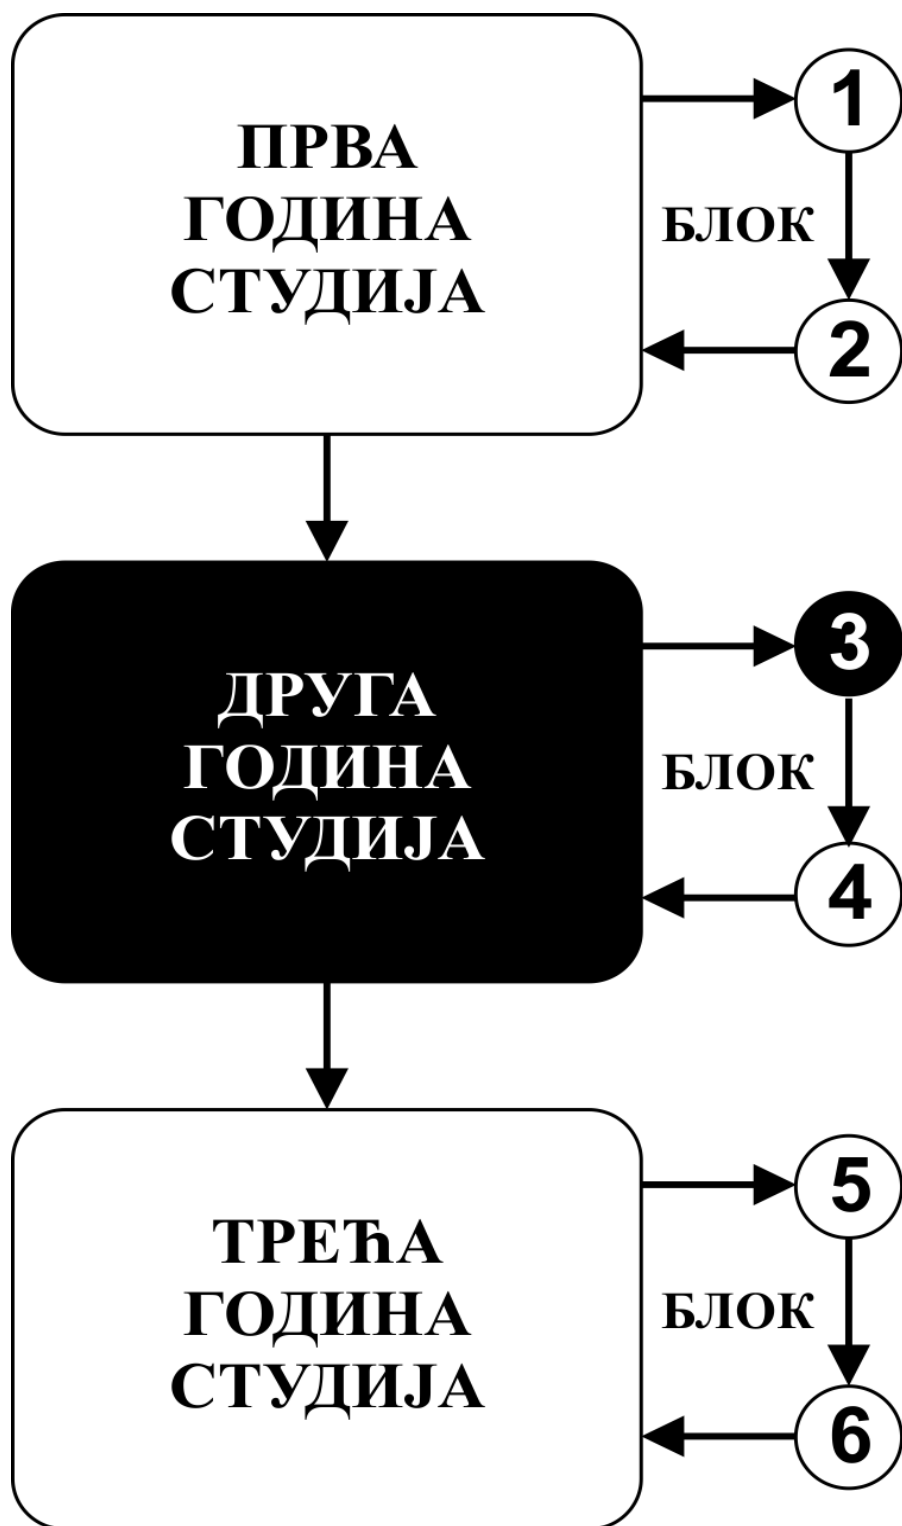 ПРВА
ГОДИНА
СТУДИЈА
1
БЛОК
2
ДРУГА
ГОДИНА
СТУДИЈА
3
БЛОК
4
ТРЕЋА
ГОДИНА
СТУДИЈА
5
БЛОК
6